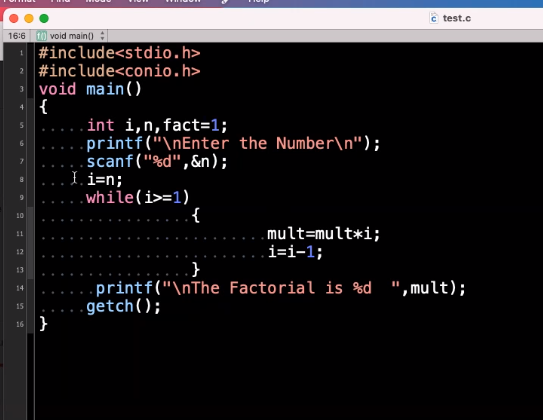 Format Find View Mode Window Help
test.c
16:6 void main()
1 #include<stdio.h>
2 #include<conio.h>
3 void main()
4 {
5 int i,n,fact=1;
6 printf("\nEnter the Number\n");
7 scanf("%d",&n);
8 i=n;
9 while(i>=1)
10 {
11 mult=mult*i;
12 i=i-1;
13 }
14 printf("\nThe Factorial is %d  ",mult);
15 getch();
16 }